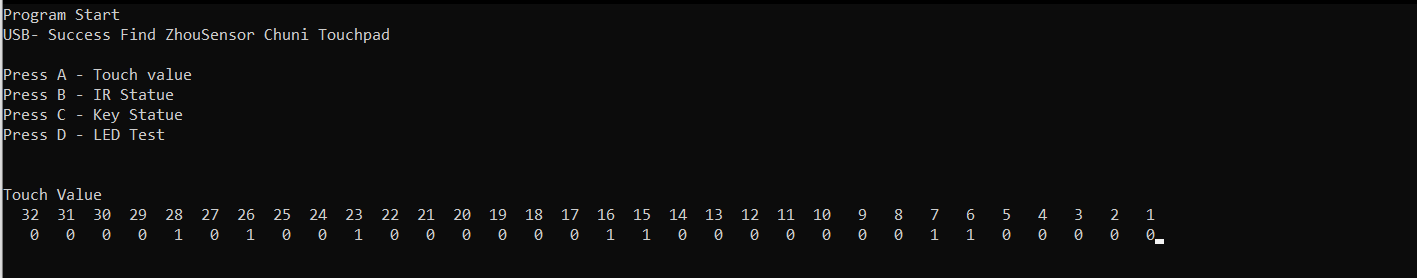 Program Start
USB- Success Find ZhouSensor Chuni Touchpad
Press A - Touch value
Press B - IR Statue
Press C - Key Statue
Press D - LED Test
Touch Value
32 31 30 29 28 27 26 25 24 23 22 21 20 19 18 17 16 15 14 13 12 11 10 9 8 7 6 5 4 3 2 1
0 0 0 0 1 0 1 0 0 1 0 0 0 0 0 0 1 1 0 0 0 0 0 0 0 1 1 0 0 0 0 0